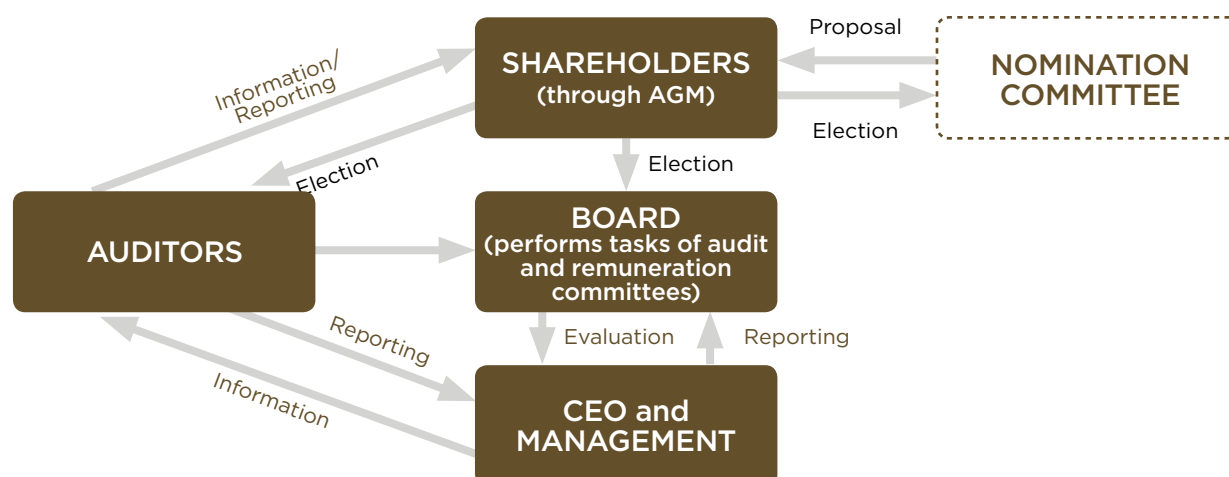 Proposal
SHAREHOLDERS
(through AGM)
NOMINATION
COMMITTEE
Information/
Reporting
Election
Election
Election
AUDITORS
BOARD
(performs tasks of audit
and remuneration
committees)
Reporting
Evaluation
Reporting
Information
CEO and
MANAGEMENT